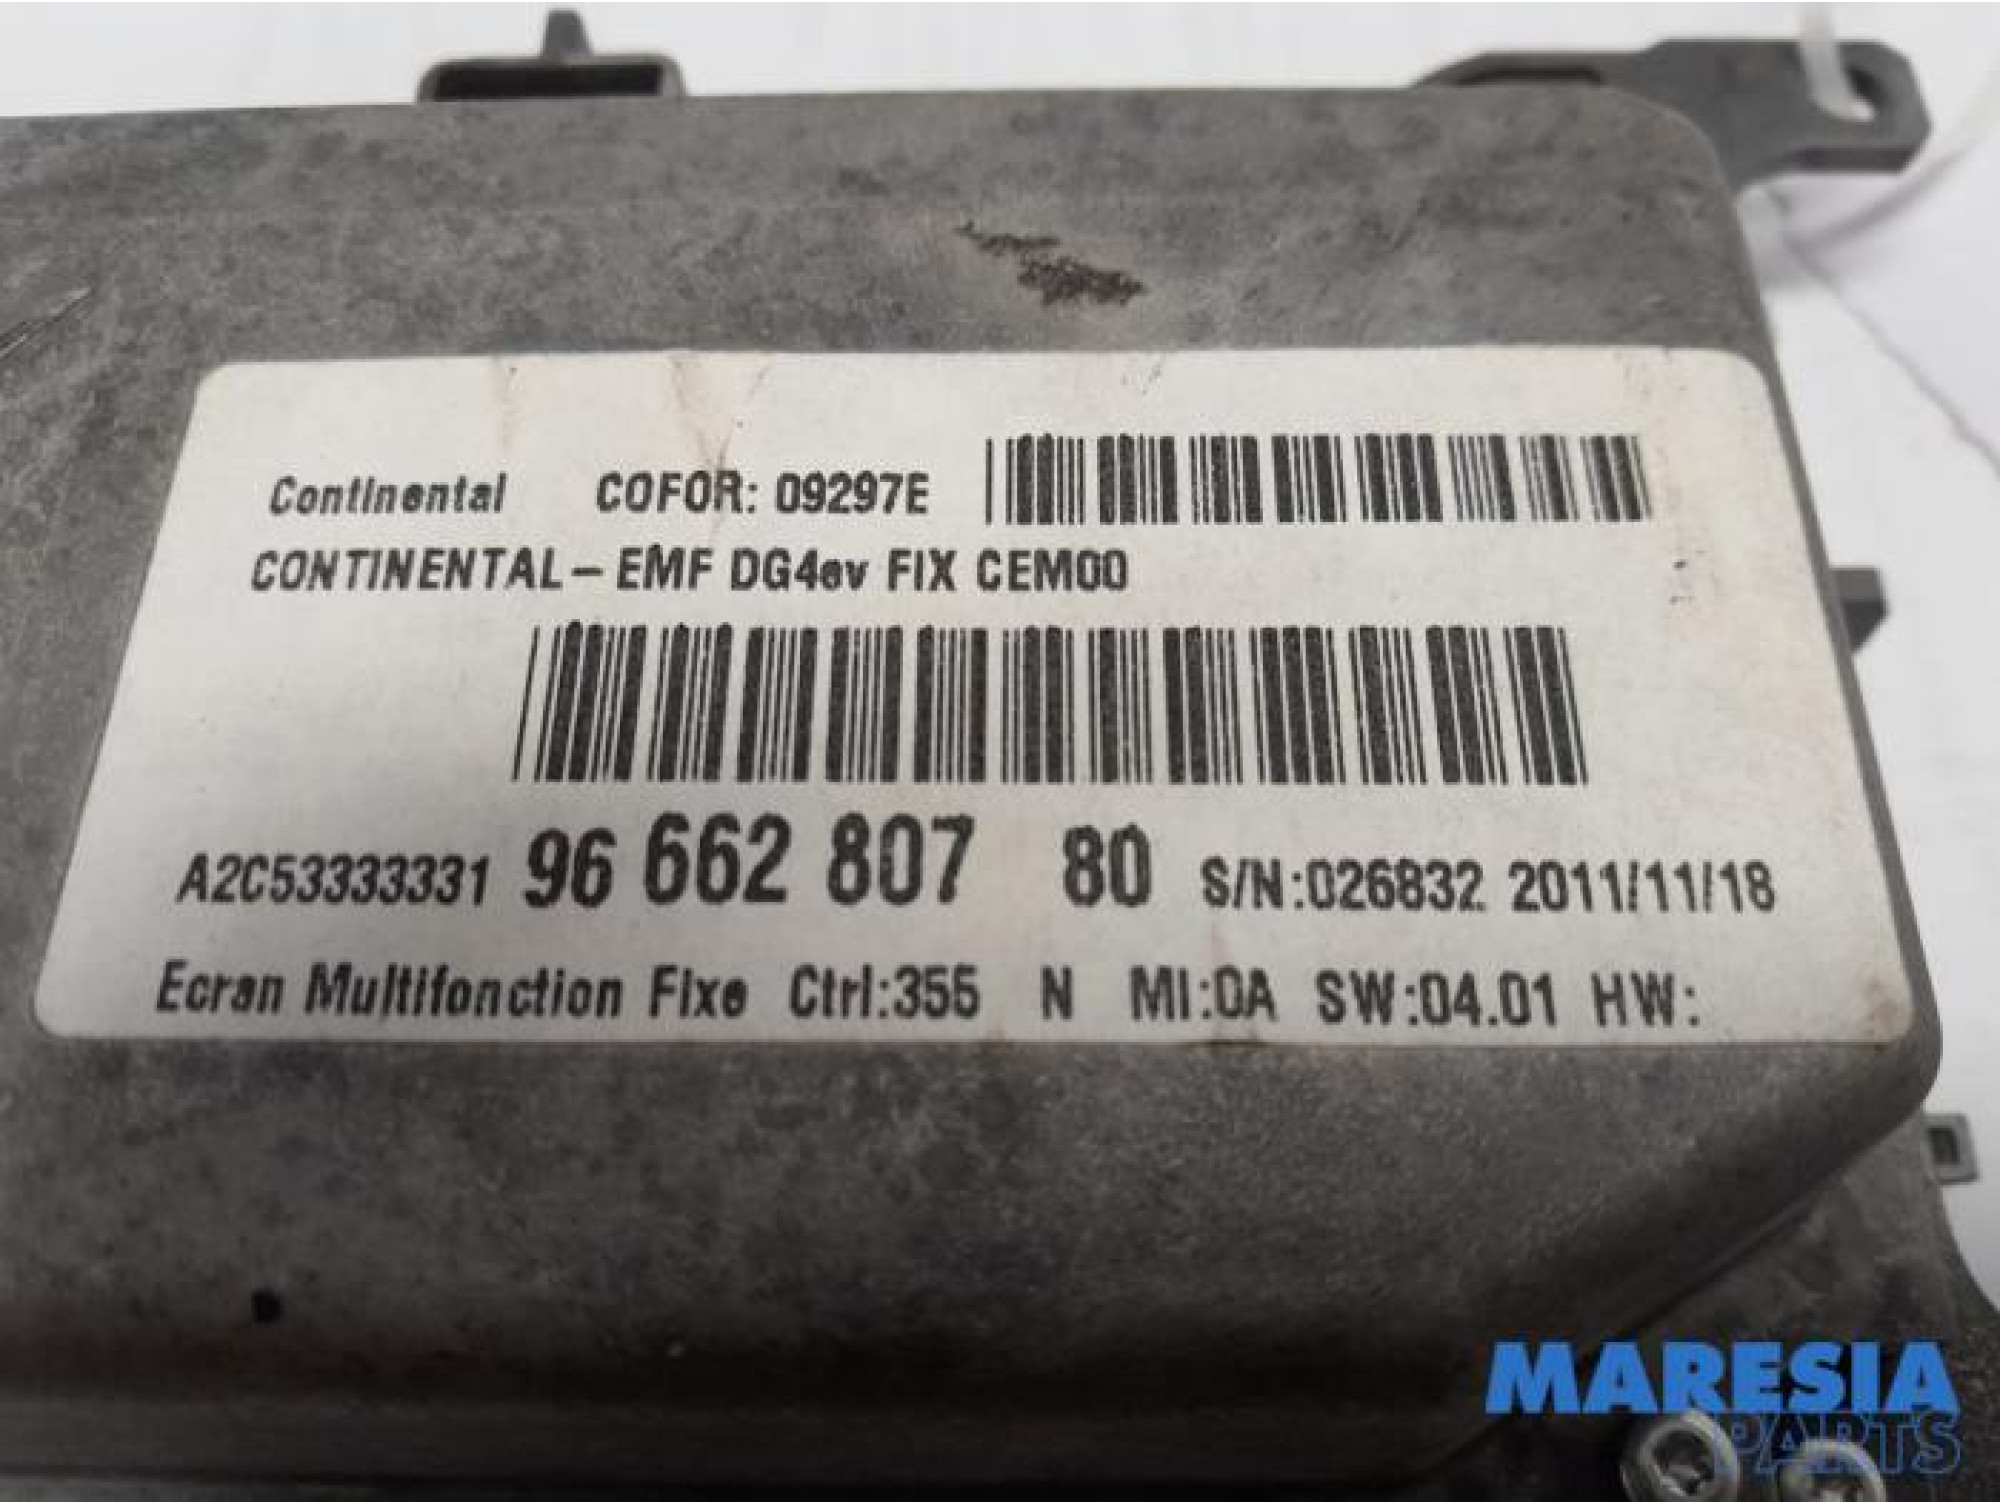 Continental COFOR: 09297E
CONTINENTAL-EMF DG4ev FIX CEM00
A2C53333331 96 662 807 80 S/N:026832 2011/11/18
Ecran Multifonction Fixe Ctrl:355 N MI:0A SW:04.01 HW:
MARESIA
PARTS